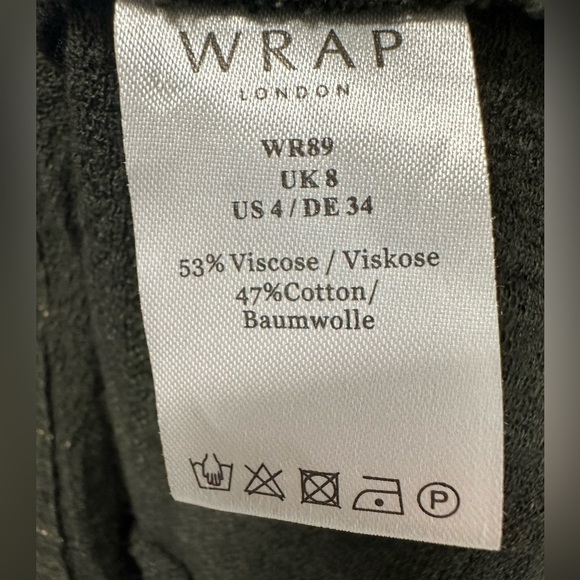 WRAP
LONDON
WR89
UK 8
US 4 / DE 34
53% Viscose / Viskose
47%Cotton/
Baumwolle
P